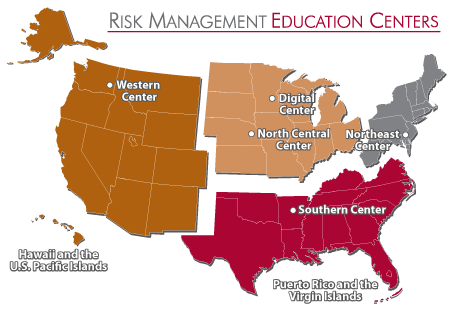 RISK MANAGEMENT EDUCATION CENTERS
Western
Center
Digital
Center
North Central
Center
Northeast
Center
Southern Center
Hawaii and the
U.S. Pacific Islands
Puerto Rico and the
Virgin Islands